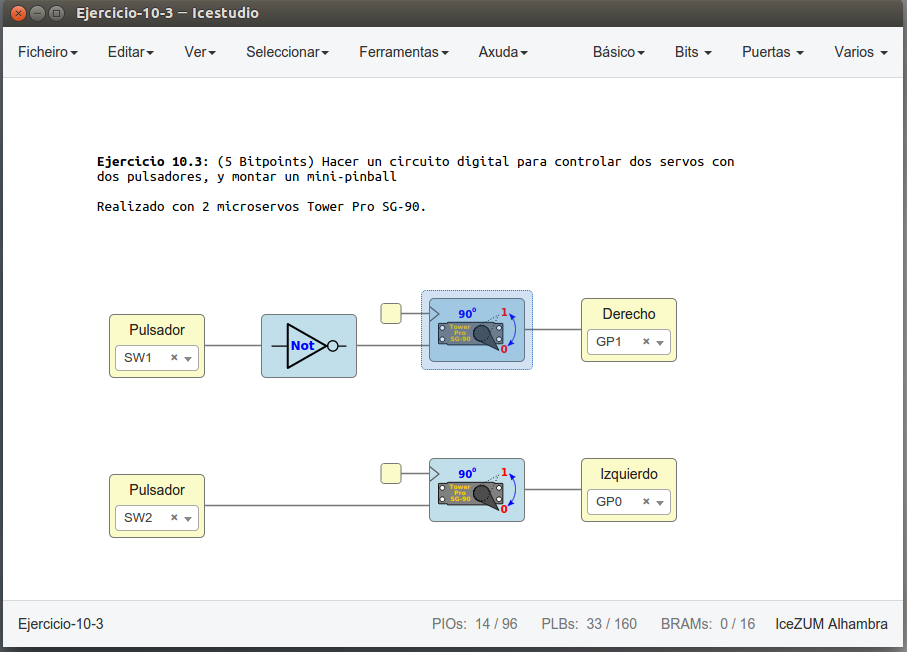 Ejercicio-10-3 — Icestudio
Ficheiro Editar Ver Seleccionar Ferramentas Axuda Básico Bits Puertas Varios
Ejercicio 10.3: (5 Bitpoints) Hacer un circuito digital para controlar dos servos con
dos pulsadores, y montar un mini-pinball
Realizado con 2 microservos Tower Pro SG-90.
Pulsador
SW1 ×
Not
90⁰ 1
Tower
Pro
SG-90
0
Derecho
GP1 ×
Pulsador
SW2 ×
90⁰ 1
Tower
Pro
SG-90
0
Izquierdo
GP0 ×
Ejercicio-10-3 PIOs: 14 / 96 PLBs: 33 / 160 BRAMs: 0 / 16 IceZUM Alhambra